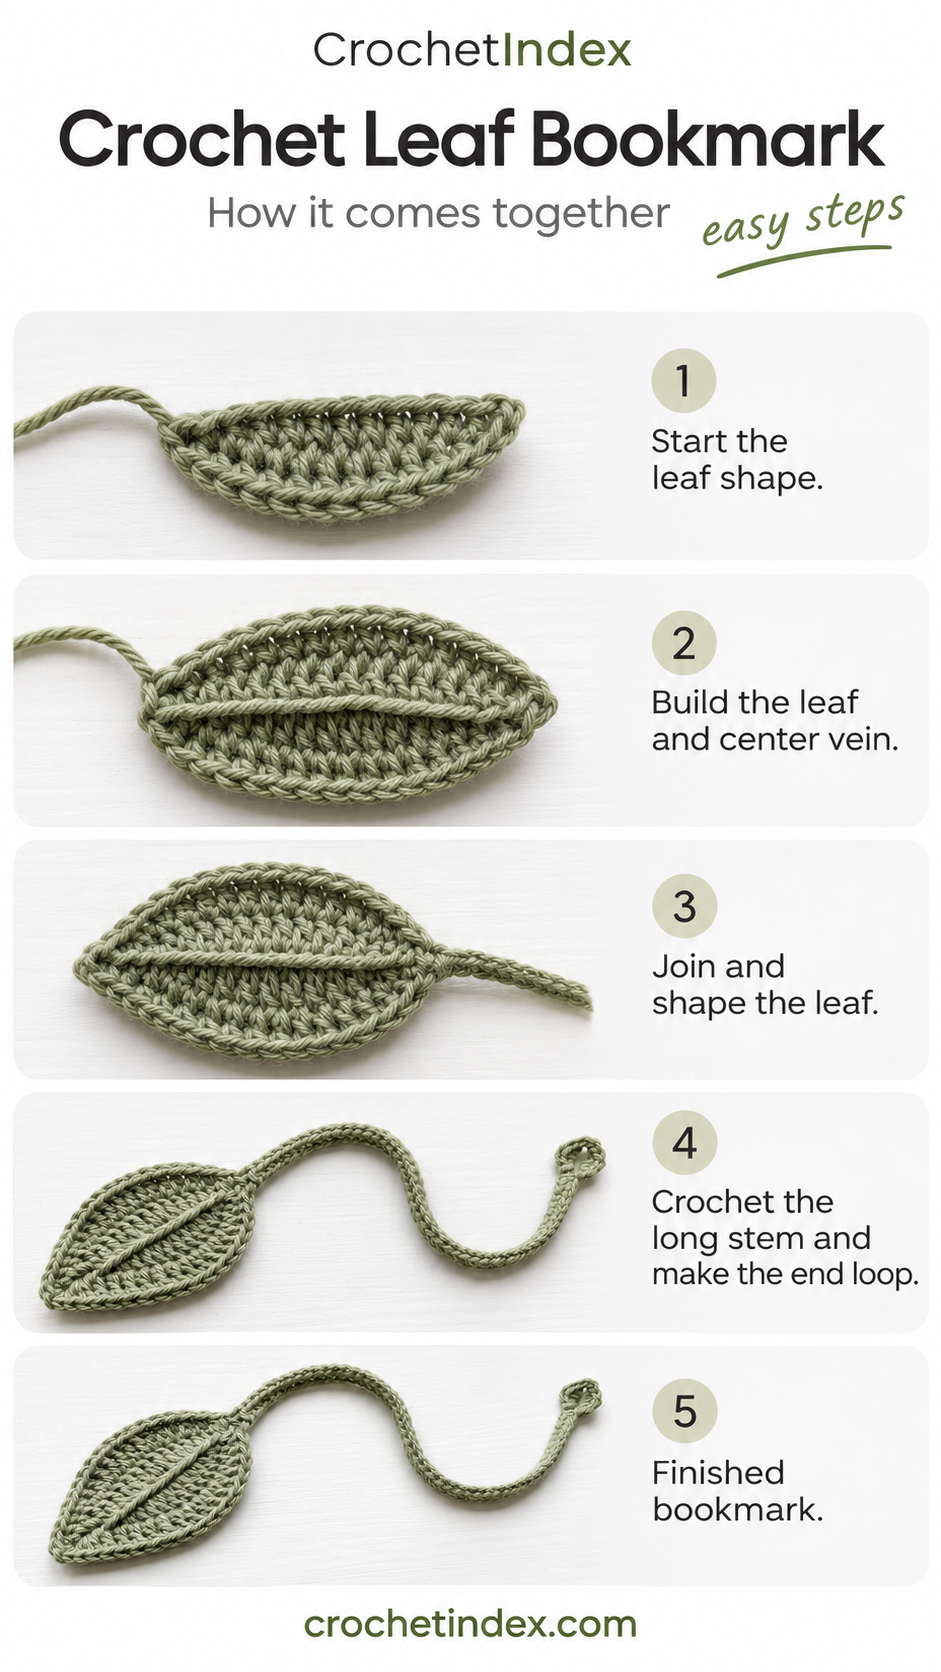 CrochetIndex
Crochet Leaf Bookmark
How it comes together
easy steps
1
Start the
leaf shape.
2
Build the leaf
and center vein.
3
Join and
shape the leaf.
4
Crochet the
long stem and
make the end loop.
5
Finished
bookmark.
crochetindex.com